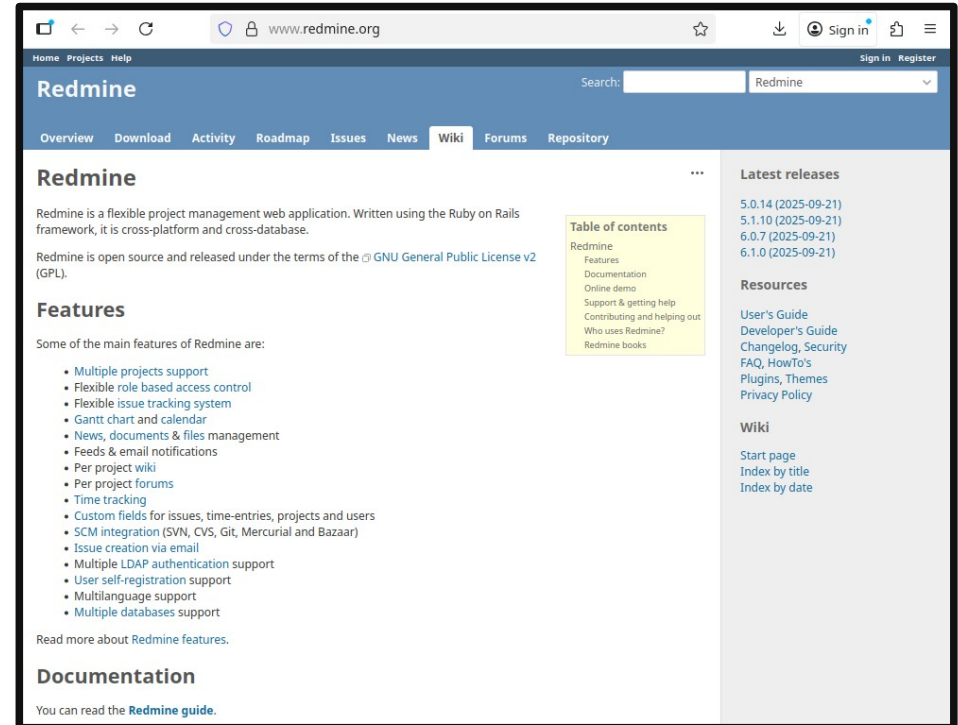 www.redmine.org
Sign in
Home Projects Help
Sign in Register
Redmine
Search:
Redmine
Overview Download Activity Roadmap Issues News Wiki Forums Repository
Redmine
Redmine is a flexible project management web application. Written using the Ruby on Rails
framework, it is cross-platform and cross-database.
Redmine is open source and released under the terms of the GNU General Public License v2
(GPL).
Table of contents
Redmine
Features
Documentation
Online demo
Support & getting help
Contributing and helping out
Who uses Redmine?
Redmine books
Features
Some of the main features of Redmine are:
• Multiple projects support
• Flexible role based access control
• Flexible issue tracking system
• Gantt chart and calendar
• News, documents & files management
• Feeds & email notifications
• Per project wiki
• Per project forums
• Time tracking
• Custom fields for issues, time-entries, projects and users
• SCM integration (SVN, CVS, Git, Mercurial and Bazaar)
• Issue creation via email
• Multiple LDAP authentication support
• User self-registration support
• Multilanguage support
• Multiple databases support
Read more about Redmine features.
Documentation
You can read the Redmine guide.
Latest releases
5.0.14 (2025-09-21)
5.1.10 (2025-09-21)
6.0.7 (2025-09-21)
6.1.0 (2025-09-21)
Resources
User's Guide
Developer's Guide
Changelog, Security
FAQ, HowTo's
Plugins, Themes
Privacy Policy
Wiki
Start page
Index by title
Index by date